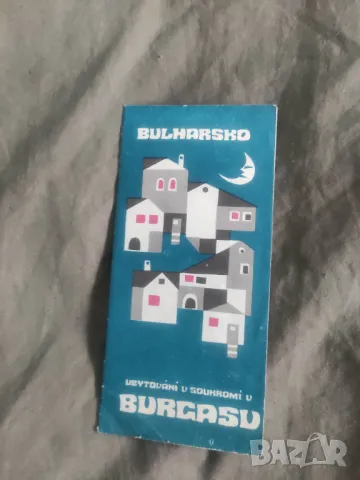 BULHARSKO
UBYTOVÁNÍ V SOUKROMÍ V
BURGASU
BAZAR
bg